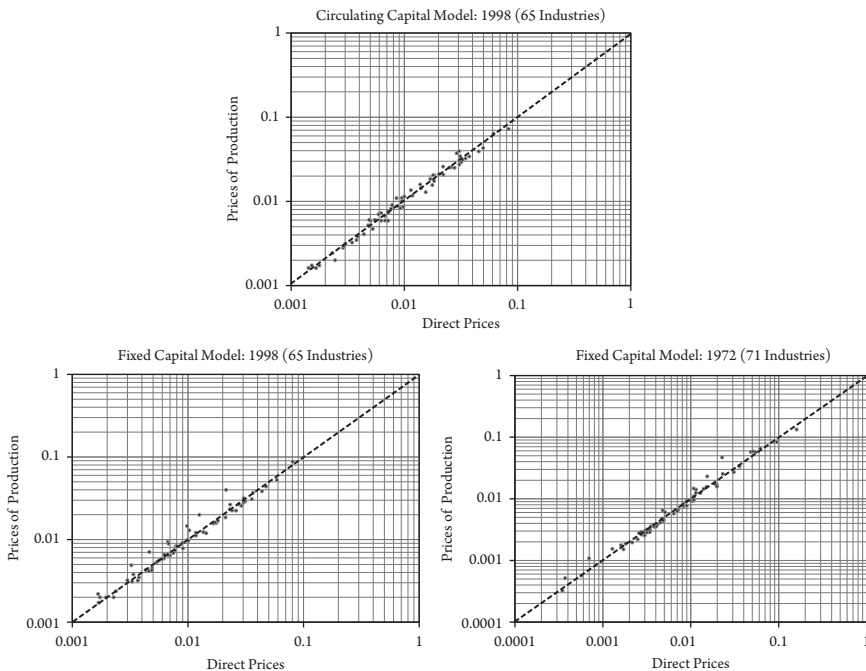 Circulating Capital Model: 1998 (65 Industries)
1
0.1
0.01
0.001
Prices of Production
0.001 0.01 0.1 1
Direct Prices
Fixed Capital Model: 1998 (65 Industries)
1
0.1
0.01
0.001
Prices of Production
0.001 0.01 0.1 1
Direct Prices
Fixed Capital Model: 1972 (71 Industries)
1
0.1
0.01
0.001
0.0001
Prices of Production
0.0001 0.001 0.01 0.1 1
Direct Prices